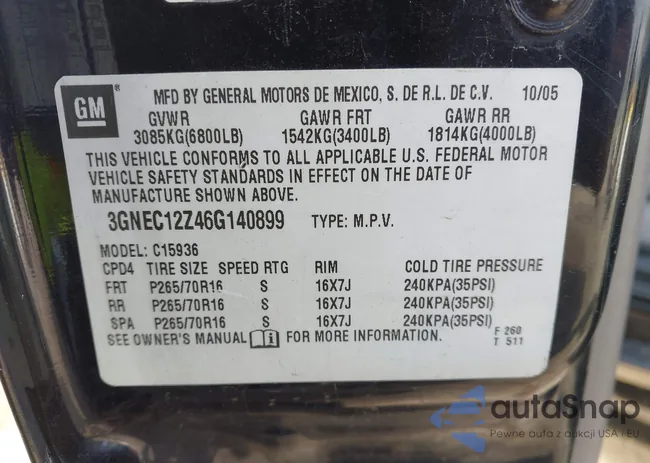 GM ® MFD BY GENERAL MOTORS DE MEXICO, S. DE R.L. DE C.V. 10/05
GVWR GAWR FRT GAWR RR
3085KG(6800LB) 1542KG(3400LB) 1814KG(4000LB)
THIS VEHICLE CONFORMS TO ALL APPLICABLE U.S. FEDERAL MOTOR
VEHICLE SAFETY STANDARDS IN EFFECT ON THE DATE OF
MANUFACTURE SHOWN ABOVE.
3GNEC12Z46G140899 TYPE: M.P.V.
MODEL: C15936
CPD4 TIRE SIZE SPEED RTG RIM COLD TIRE PRESSURE
FRT P265/70R16 S 16X7J 240KPA(35PSI)
RR P265/70R16 S 16X7J 240KPA(35PSI)
SPA P265/70R16 S 16X7J 240KPA(35PSI)
SEE OWNER'S MANUAL FOR MORE INFORMATION.
F 260
T 511
autaSnap
Pewne auta z aukcji USA i EU